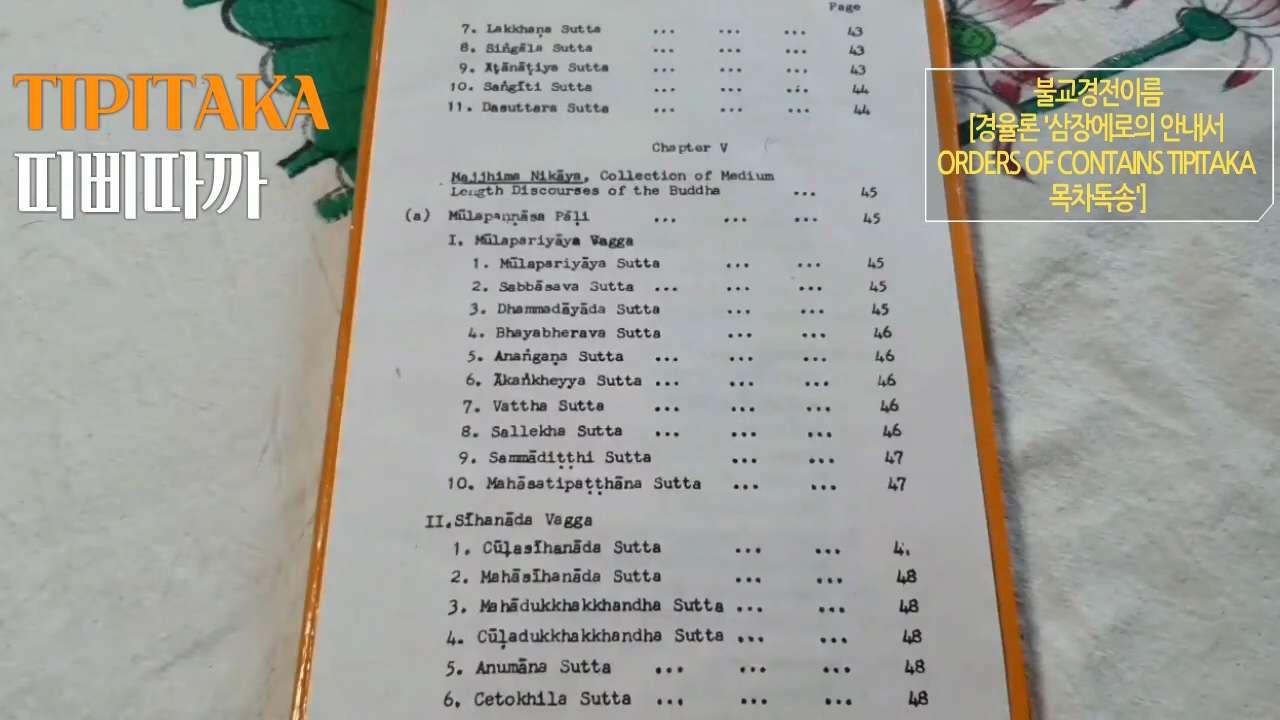 TIPITAKA
띠삐따까
불교경전이름
[경율론 '삼장에로의 안내서
ORDERS OF CONTAINS TIPITAKA
목차독송']
Page
7. Lakkhaṇa Sutta ... ... ... 43
8. Siṅgāla Sutta ... ... ... 43
9. Āṭānāṭiya Sutta ... ... ... 43
10. Saṅgīti Sutta ... ... ... 44
11. Dasuttara Sutta ... ... ... 44
Chapter V
Majjhima Nikāya, Collection of Medium
Length Discourses of the Buddha ... 45
(a) Mūlapaṇṇāsa Pāḷi ... ... ... 45
I. Mūlapariyāya Vagga
1. Mūlapariyāya Sutta ... ... 45
2. Sabbāsava Sutta ... ... ... 45
3. Dhammadāyāda Sutta ... ... 45
4. Bhayabherava Sutta ... ... 46
5. Anaṅgaṇa Sutta ... ... ... 46
6. Ākaṅkheyya Sutta ... ... ... 46
7. Vattha Sutta ... ... ... 46
8. Sallekha Sutta ... ... ... 46
9. Sammādiṭṭhi Sutta ... ... 47
10. Mahāsatipaṭṭhāna Sutta ... ... 47
II. Sīhanāda Vagga
1. Cūḷasīhanāda Sutta ... ...
2. Mahāsīhanāda Sutta ... ... 48
3. Mahādukkhakkhandha Sutta ... ... 48
4. Cūḷadukkhakkhandha Sutta ... ... 48
5. Anumāna Sutta ... ... ... 48
6. Cetokhila Sutta ... ... ... 48